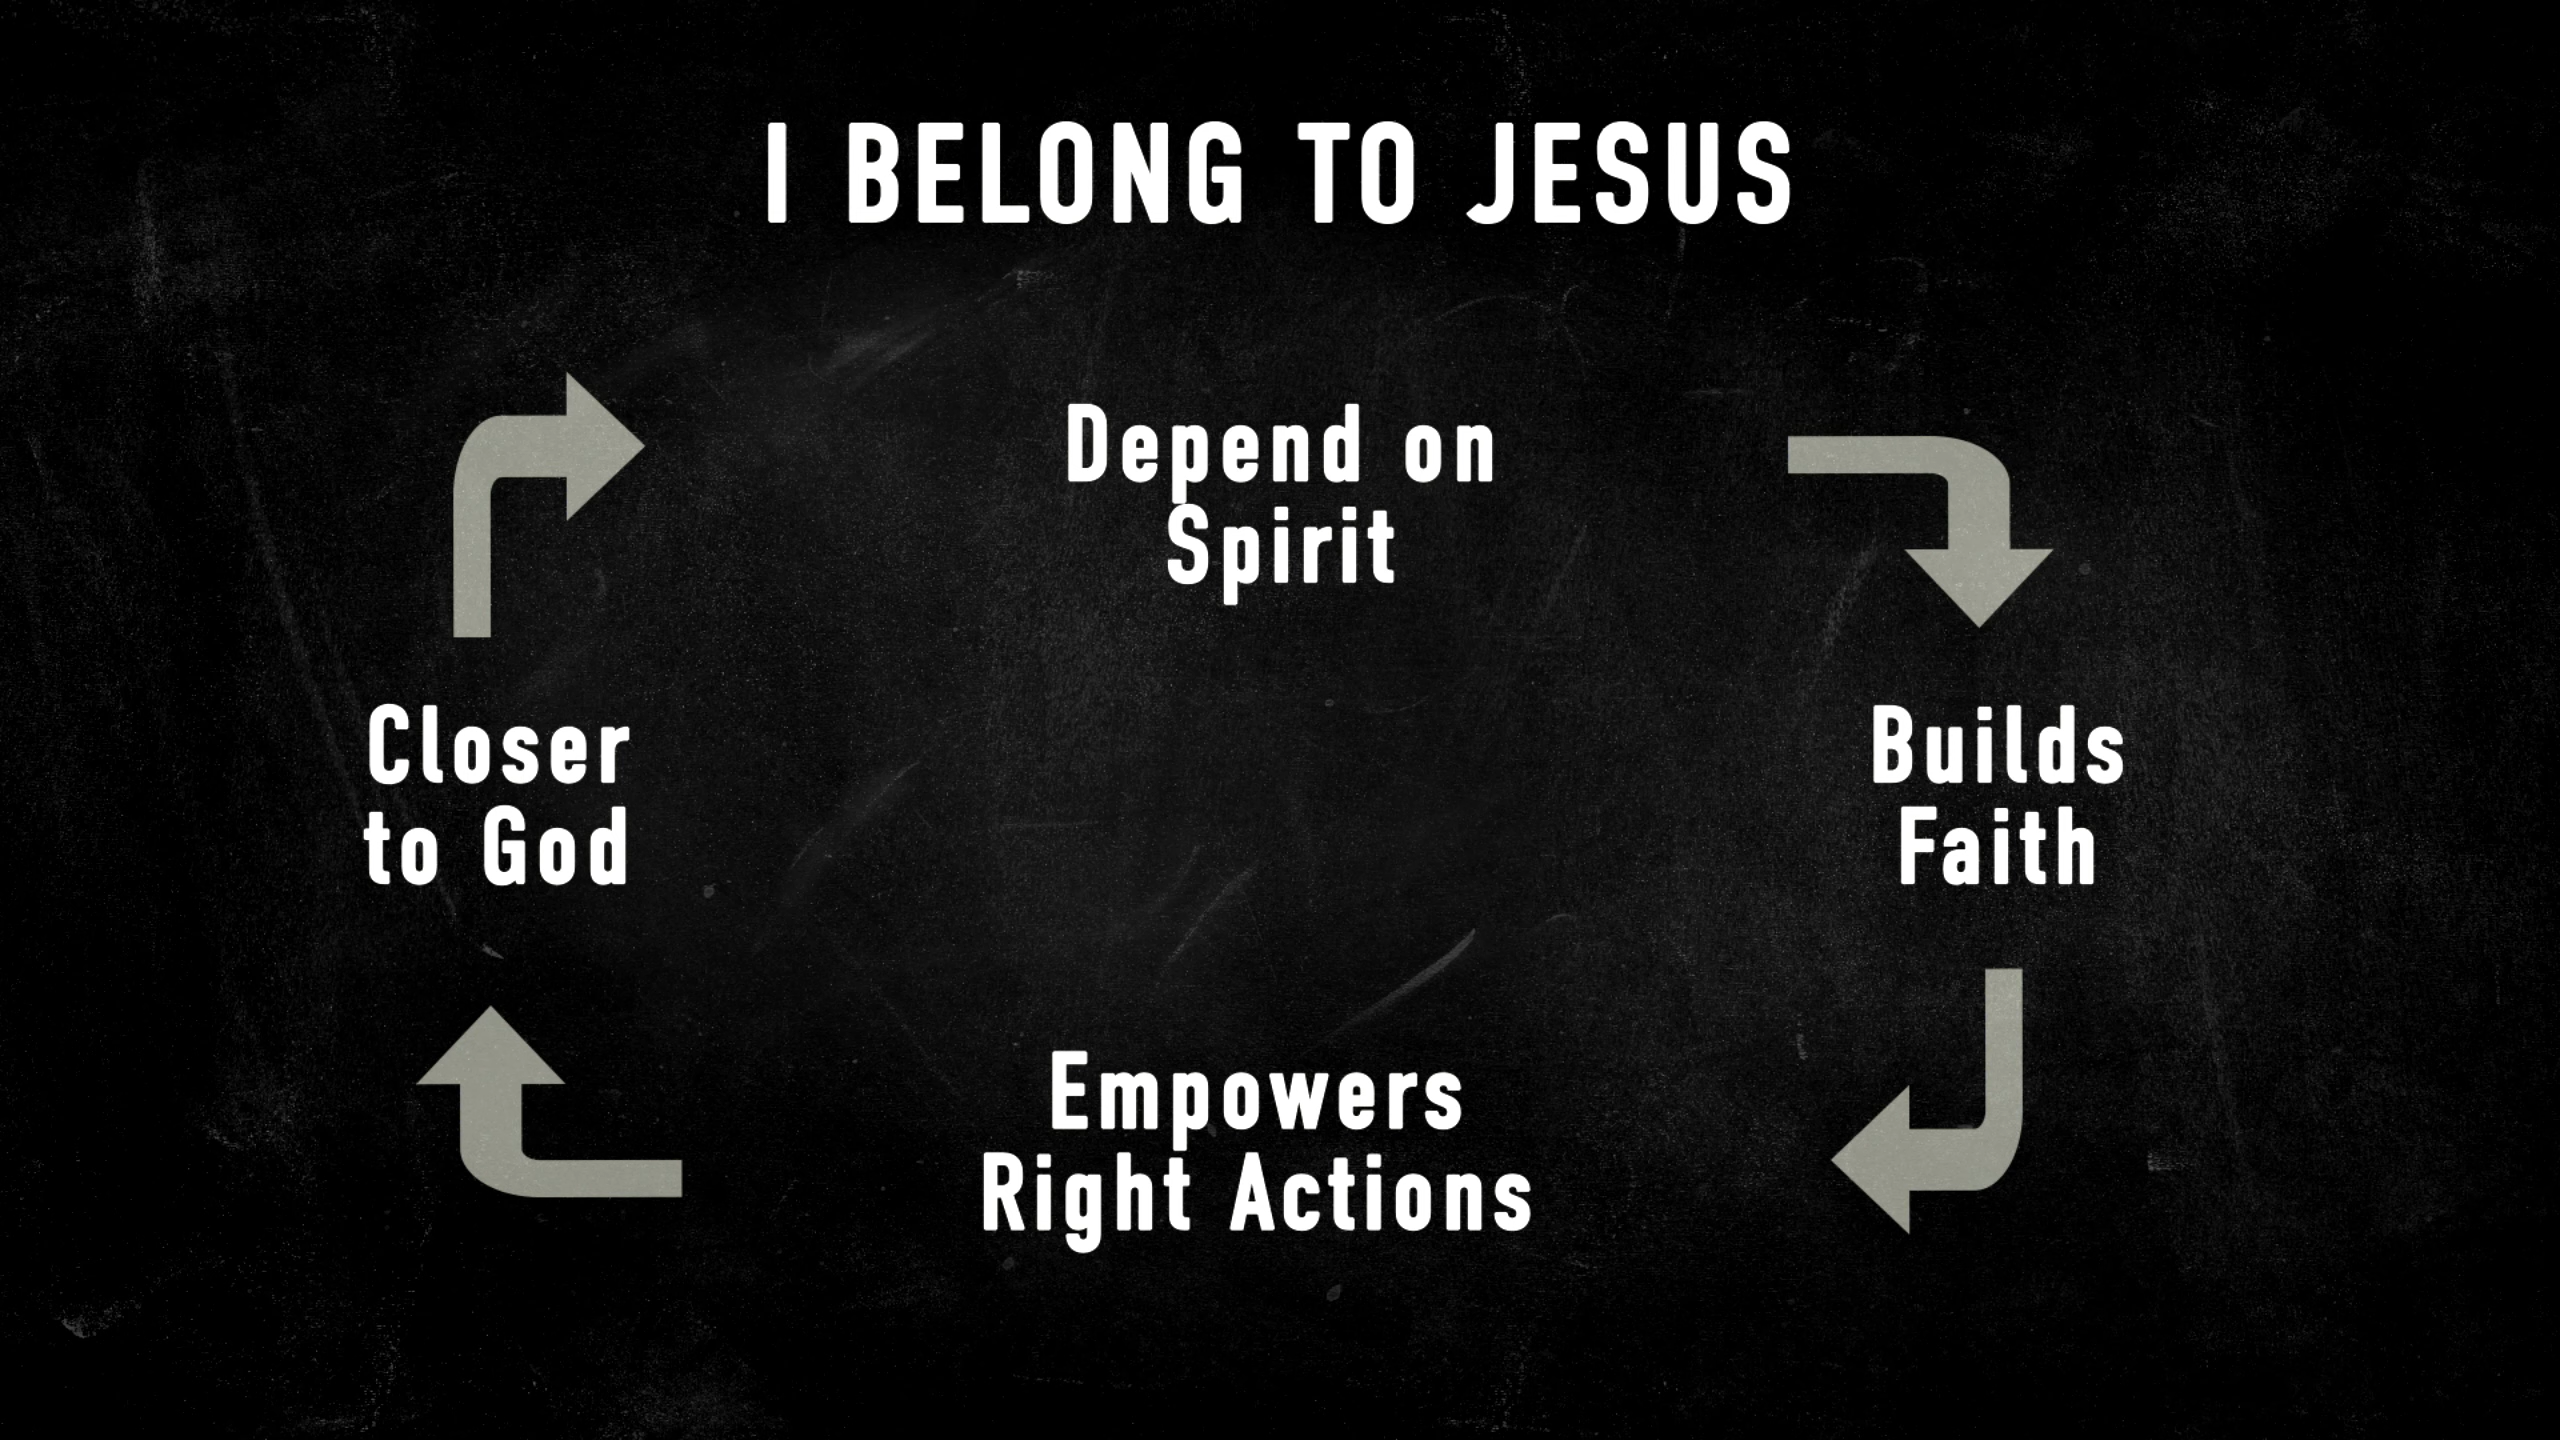 I BELONG TO JESUS
Depend on
Spirit
Builds
Faith
Empowers
Right Actions
Closer
to God